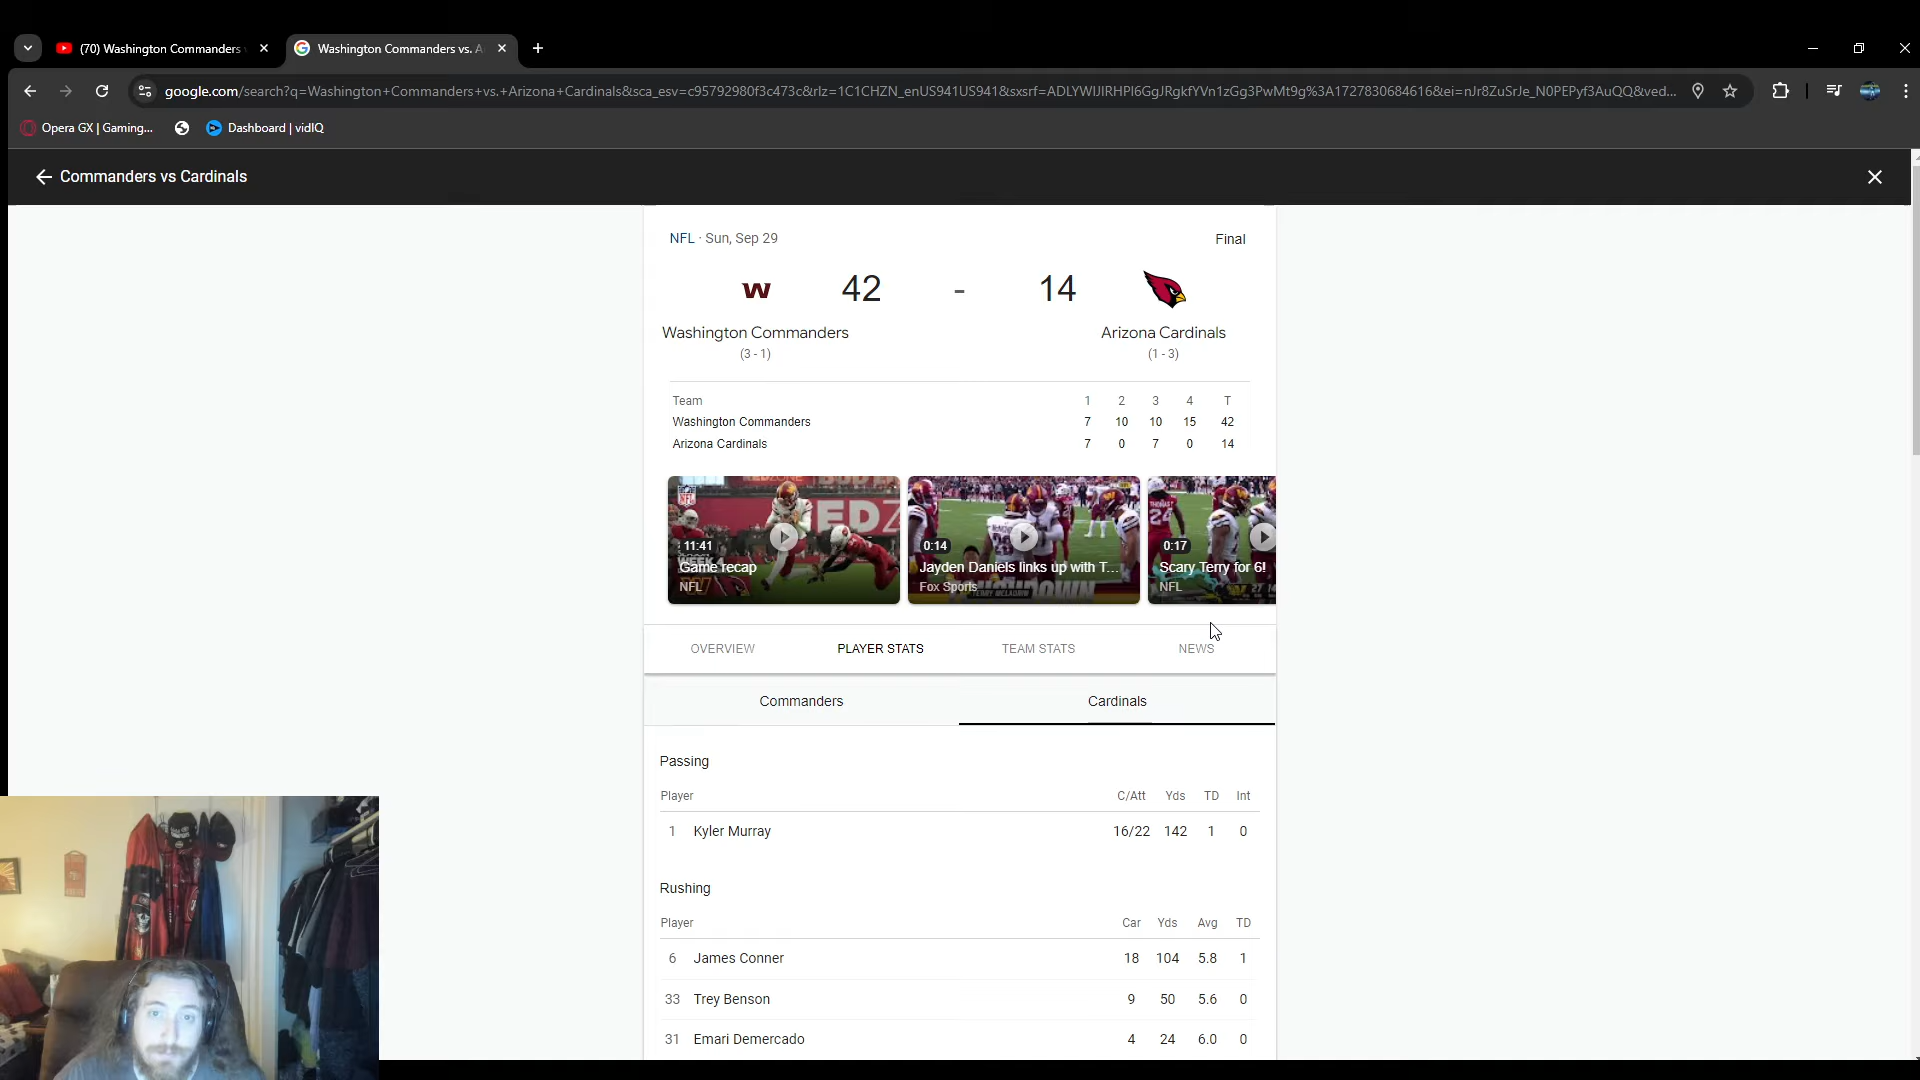 (70) Washington Commanders
Washington Commanders vs. A
google.com/search?q=Washington+Commanders+vs.+Arizona+Cardinals&sca_esv=c95792980f3c473c&rlz=1C1CHZN_enUS941US941&sxsrf=ADLYWIJIRHPI6GgJRgkfYVn1zGg3PwMt9g%3A1727830684616&ei=nJr8ZuSrJe_N0PEPyf3AuQQ&ved...
Opera GX | Gaming...
Dashboard | vidIQ
Commanders vs Cardinals
NFL · Sun, Sep 29
Final
W 42 - 14
Washington Commanders
Arizona Cardinals
(3 - 1)
(1 - 3)
Team 1 2 3 4 T
Washington Commanders 7 10 10 15 42
Arizona Cardinals 7 0 7 0 14
11:41
Game recap
NFL
0:14
Jayden Daniels links up with T...
Fox Sports
0:17
Scary Terry for 6!
NFL
OVERVIEW PLAYER STATS TEAM STATS NEWS
Commanders Cardinals
Passing
Player C/Att Yds TD Int
1 Kyler Murray 16/22 142 1 0
Rushing
Player Car Yds Avg TD
6 James Conner 18 104 5.8 1
33 Trey Benson 9 50 5.6 0
31 Emari Demercado 4 24 6.0 0